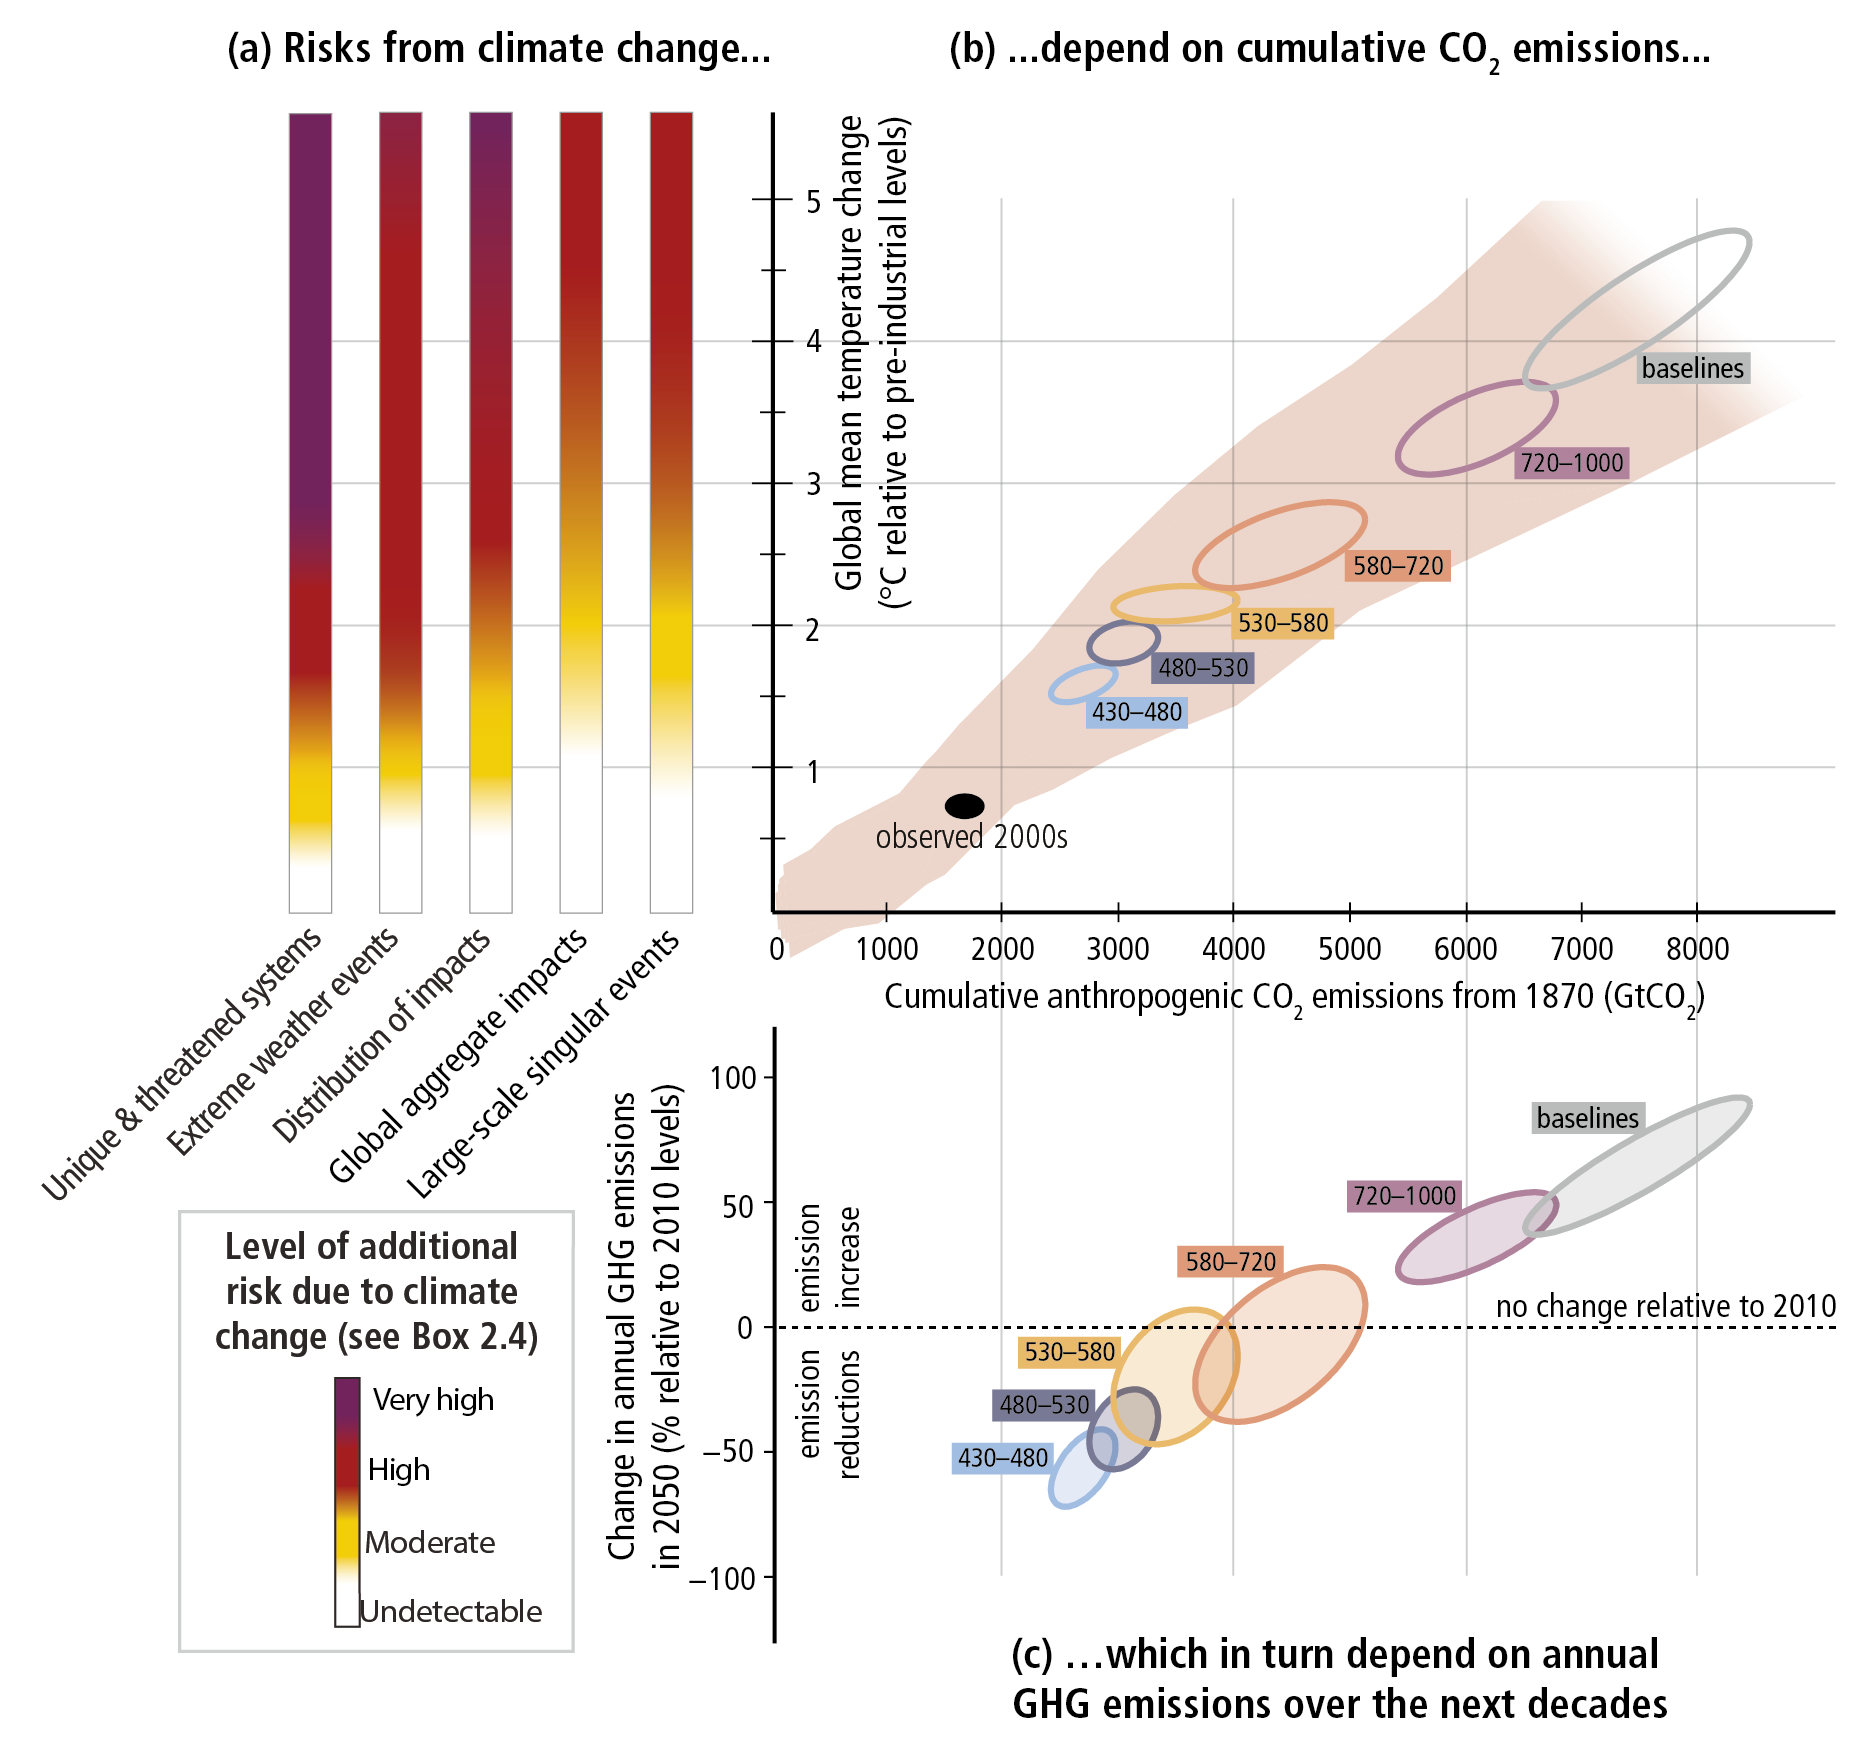 (a) Risks from climate change...
(b) ...depend on cumulative CO₂ emissions...
Global mean temperature change
(°C relative to pre-industrial levels)
5
4
3
2
1
baselines
720–1000
580–720
530–580
480–530
430–480
observed 2000s
0 1000 2000 3000 4000 5000 6000 7000 8000
Cumulative anthropogenic CO₂ emissions from 1870 (GtCO₂)
Unique & threatened systems
Extreme weather events
Distribution of impacts
Global aggregate impacts
Large-scale singular events
Level of additional
risk due to climate
change (see Box 2.4)
Very high
High
Moderate
Undetectable
Change in annual GHG emissions
in 2050 (% relative to 2010 levels)
100
50
0
–50
–100
emission
increase
emission
reductions
baselines
720–1000
580–720
no change relative to 2010
530–580
480–530
430–480
(c) ...which in turn depend on annual
GHG emissions over the next decades